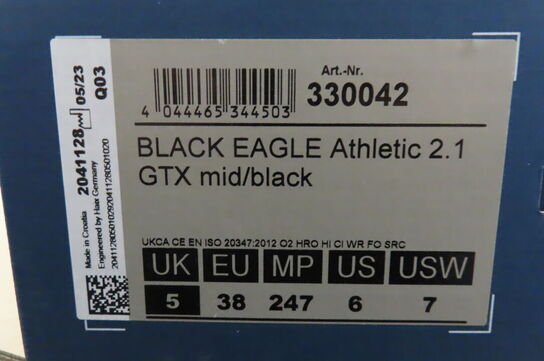 Art.-Nr.
330042
4 044465 344503
BLACK EAGLE Athletic 2.1
GTX mid/black
UKCA CE EN ISO 20347:2012 O2 HRO HI CI WR FO SRC
UK EU MP US USW
5 38 247 6 7
Made in Croatia
Engineered by Haix Germany
2041128 05/23
Q03